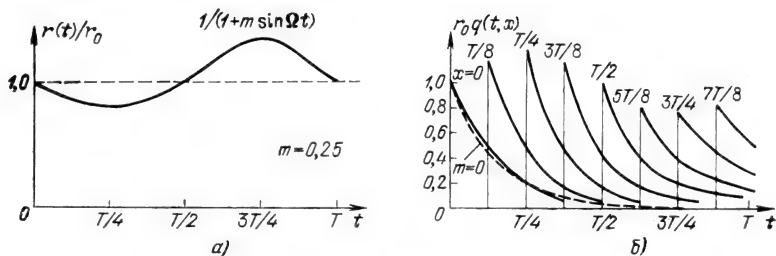 r(t)/r₀
1/(1+m sin Ωt)
1,0
m=0,25
0
T/4
T/2
3T/4
T
t
а)
r₀q(t,x)
x=0
T/8
T/4
3T/8
T/2
5T/8
3T/4
7T/8
1,0
0,8
0,6
0,4
0,2
0
m=0
T/4
T/2
3T/4
T
t
б)